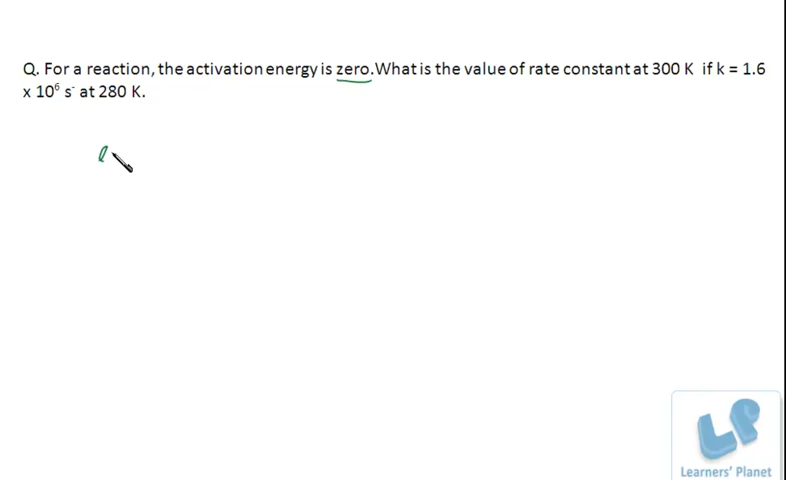 Q. For a reaction, the activation energy is zero.What is the value of rate constant at 300 K if k = 1.6
x 10⁶ s⁻ at 280 K.
l
LP
Learners' Planet